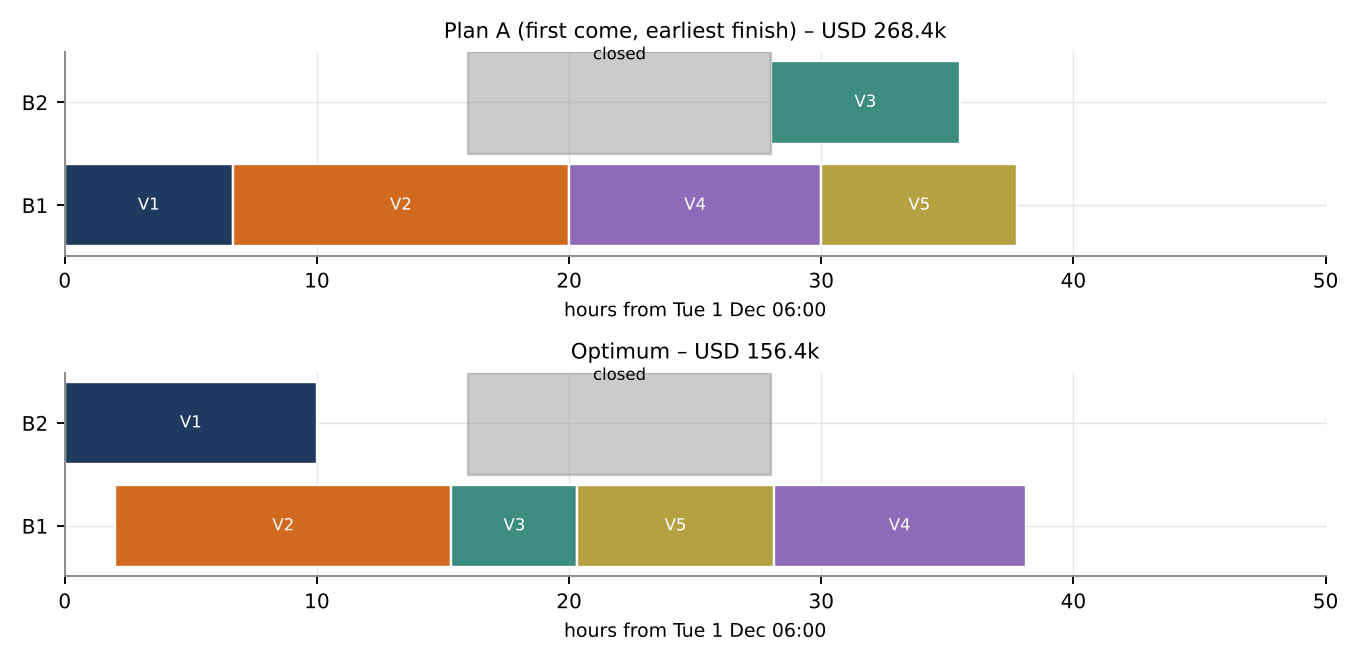 Plan A (first come, earliest finish) – USD 268.4k
closed
B2
V3
B1
V1 V2 V4 V5
0 10 20 30 40 50
hours from Tue 1 Dec 06:00
Optimum – USD 156.4k
closed
B2
V1
B1
V2 V3 V5 V4
0 10 20 30 40 50
hours from Tue 1 Dec 06:00